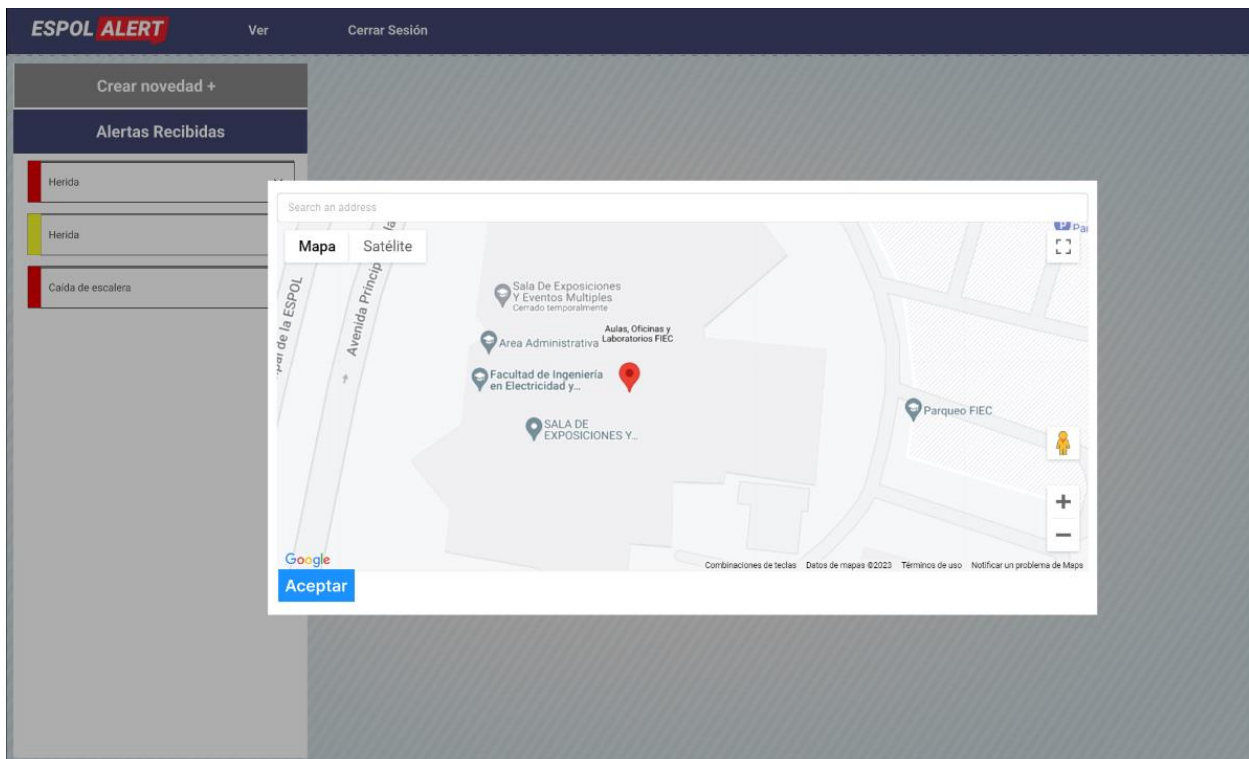 ESPOL ALERT
Ver
Cerrar Sesión
Crear novedad +
Alertas Recibidas
Herida
Herida
Caída de escalera
Search an address
Mapa
Satélite
de la ESPOL
Avenida
Sala De Exposiciones
Y Eventos Multiples
Cerrado temporalmente
Aulas, Oficinas y
Laboratorios FIEC
Area Administrativa
Facultad de Ingeniería
en Electricidad y...
SALA DE
EXPOSICIONES Y...
Parqueo FIEC
P
Google
Combinaciones de teclas
Datos de mapas ©2023
Términos de uso
Notificar un problema de Maps
Aceptar